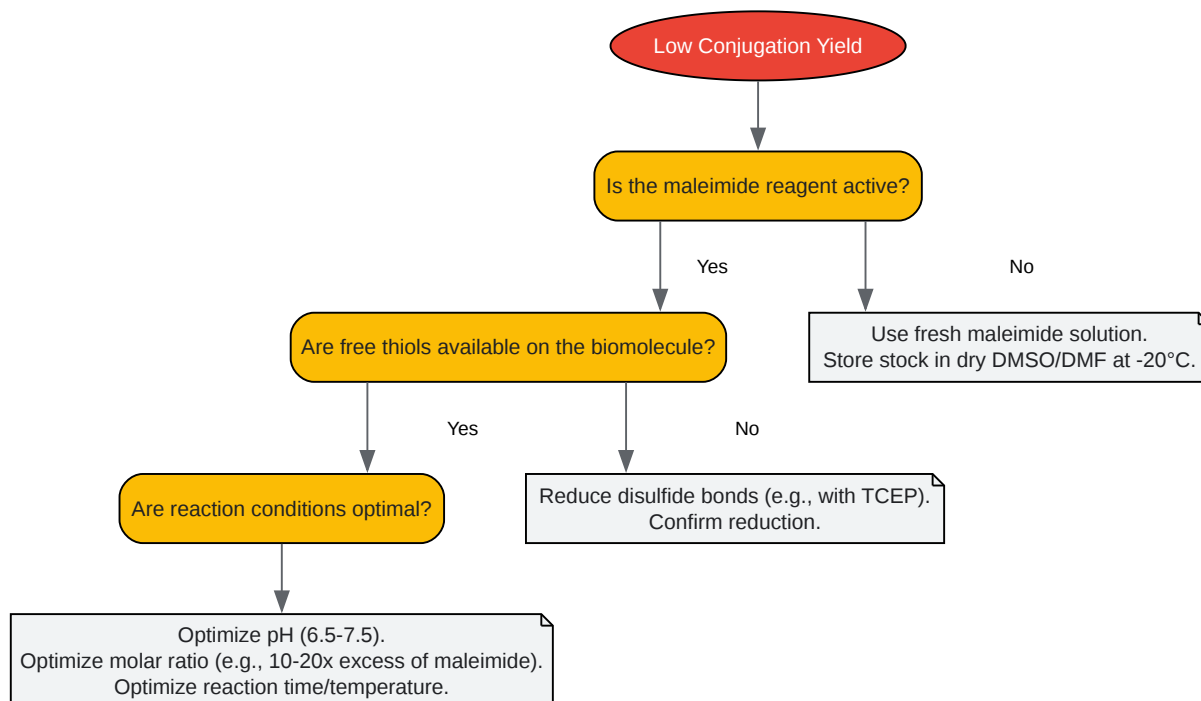 Low Conjugation Yield
Is the maleimide reagent active?
Yes
No
Are free thiols available on the biomolecule?
Use fresh maleimide solution.
Store stock in dry DMSO/DMF at -20°C.
Yes
No
Are reaction conditions optimal?
Reduce disulfide bonds (e.g., with TCEP).
Confirm reduction.
Optimize pH (6.5-7.5).
Optimize molar ratio (e.g., 10-20x excess of maleimide).
Optimize reaction time/temperature.